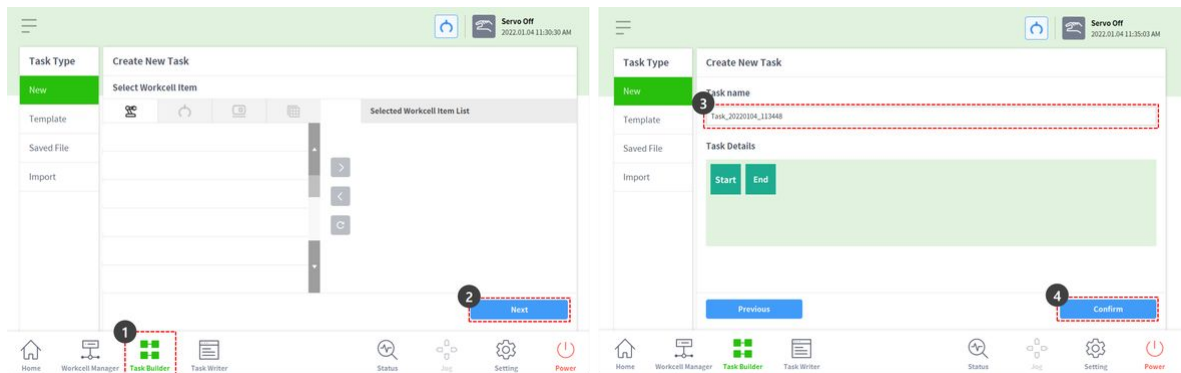 Servo Off
2022.01.04 11:30:30 AM
Task Type
Create New Task
New
Select Workcell Item
Selected Workcell Item List
Template
Saved File
Import
2
Next
1
Home
Workcell Manager
Task Builder
Task Writer
Status
Jog
Setting
Power
Servo Off
2022.01.04 11:35:03 AM
Task Type
Create New Task
New
Task name
3
Task_20220104_113448
Template
Saved File
Task Details
Import
Start
End
4
Previous
Confirm
Home
Workcell Manager
Task Builder
Task Writer
Status
Jog
Setting
Power